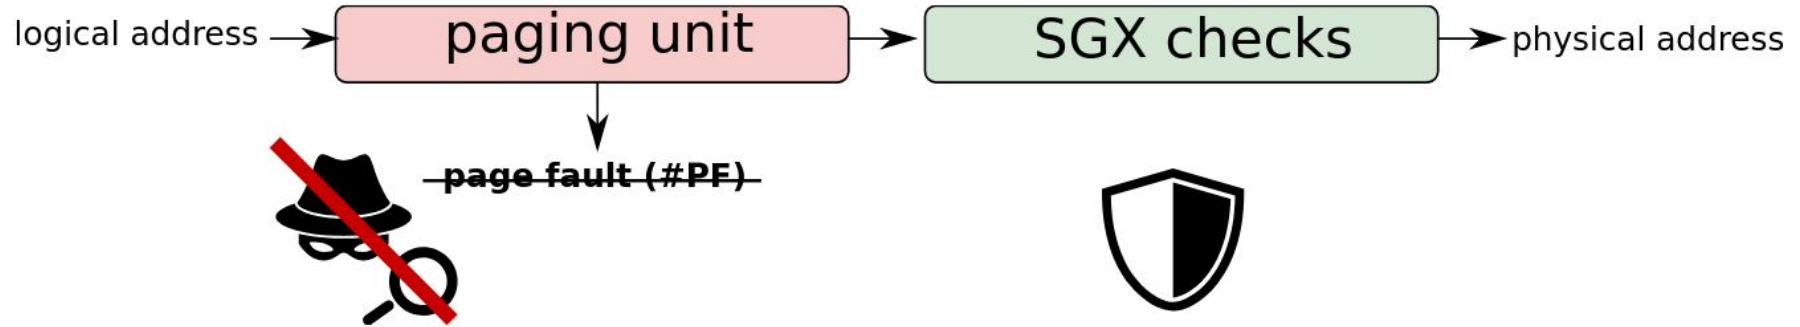 logical address
paging unit
SGX checks
physical address
page fault (#PF)